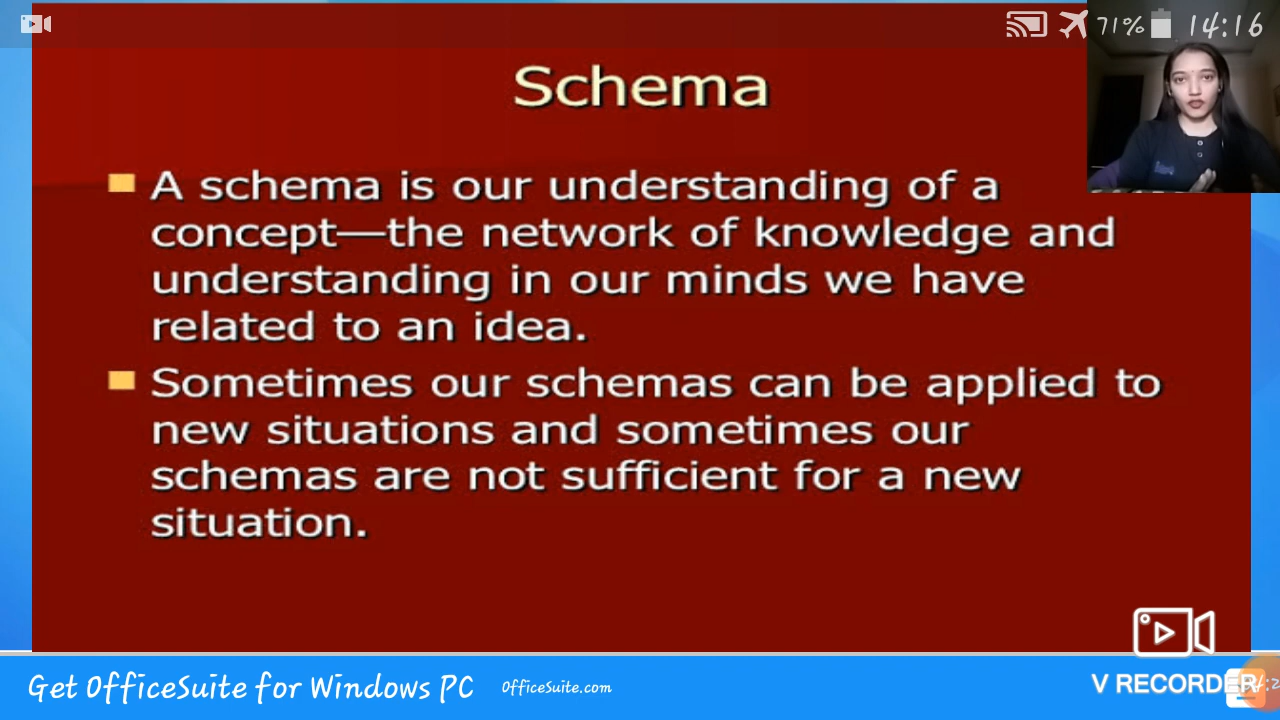 71% 14:16
Schema
A schema is our understanding of a
concept—the network of knowledge and
understanding in our minds we have
related to an idea.
Sometimes our schemas can be applied to
new situations and sometimes our
schemas are not sufficient for a new
situation.
Get OfficeSuite for Windows PC OfficeSuite.com
V RECORDER